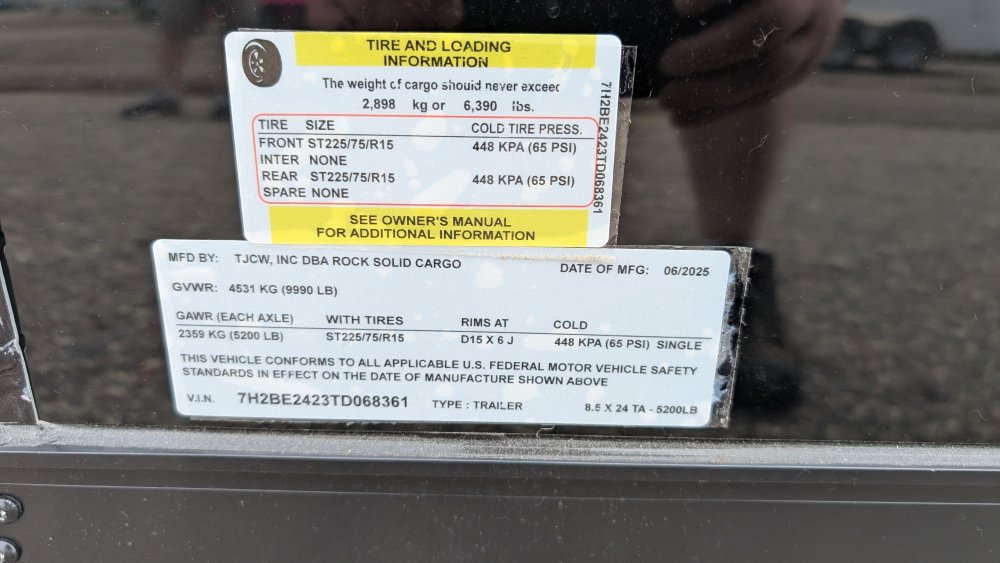 TIRE AND LOADING
INFORMATION
The weight of cargo should never exceed
2,898 kg or 6,390 lbs.
TIRE SIZE COLD TIRE PRESS.
FRONT ST225/75/R15 448 KPA (65 PSI)
INTER NONE
REAR ST225/75/R15 448 KPA (65 PSI)
SPARE NONE
SEE OWNER'S MANUAL
FOR ADDITIONAL INFORMATION
7H2BE2423TD068361
MFD BY: TJCW, INC DBA ROCK SOLID CARGO DATE OF MFG: 06/2025
GVWR: 4531 KG (9990 LB)
GAWR (EACH AXLE) WITH TIRES RIMS AT COLD
2359 KG (5200 LB) ST225/75/R15 D15 X 6 J 448 KPA (65 PSI) SINGLE
THIS VEHICLE CONFORMS TO ALL APPLICABLE U.S. FEDERAL MOTOR VEHICLE SAFETY
STANDARDS IN EFFECT ON THE DATE OF MANUFACTURE SHOWN ABOVE
V.I.N. 7H2BE2423TD068361 TYPE : TRAILER 8.5 X 24 TA - 5200LB